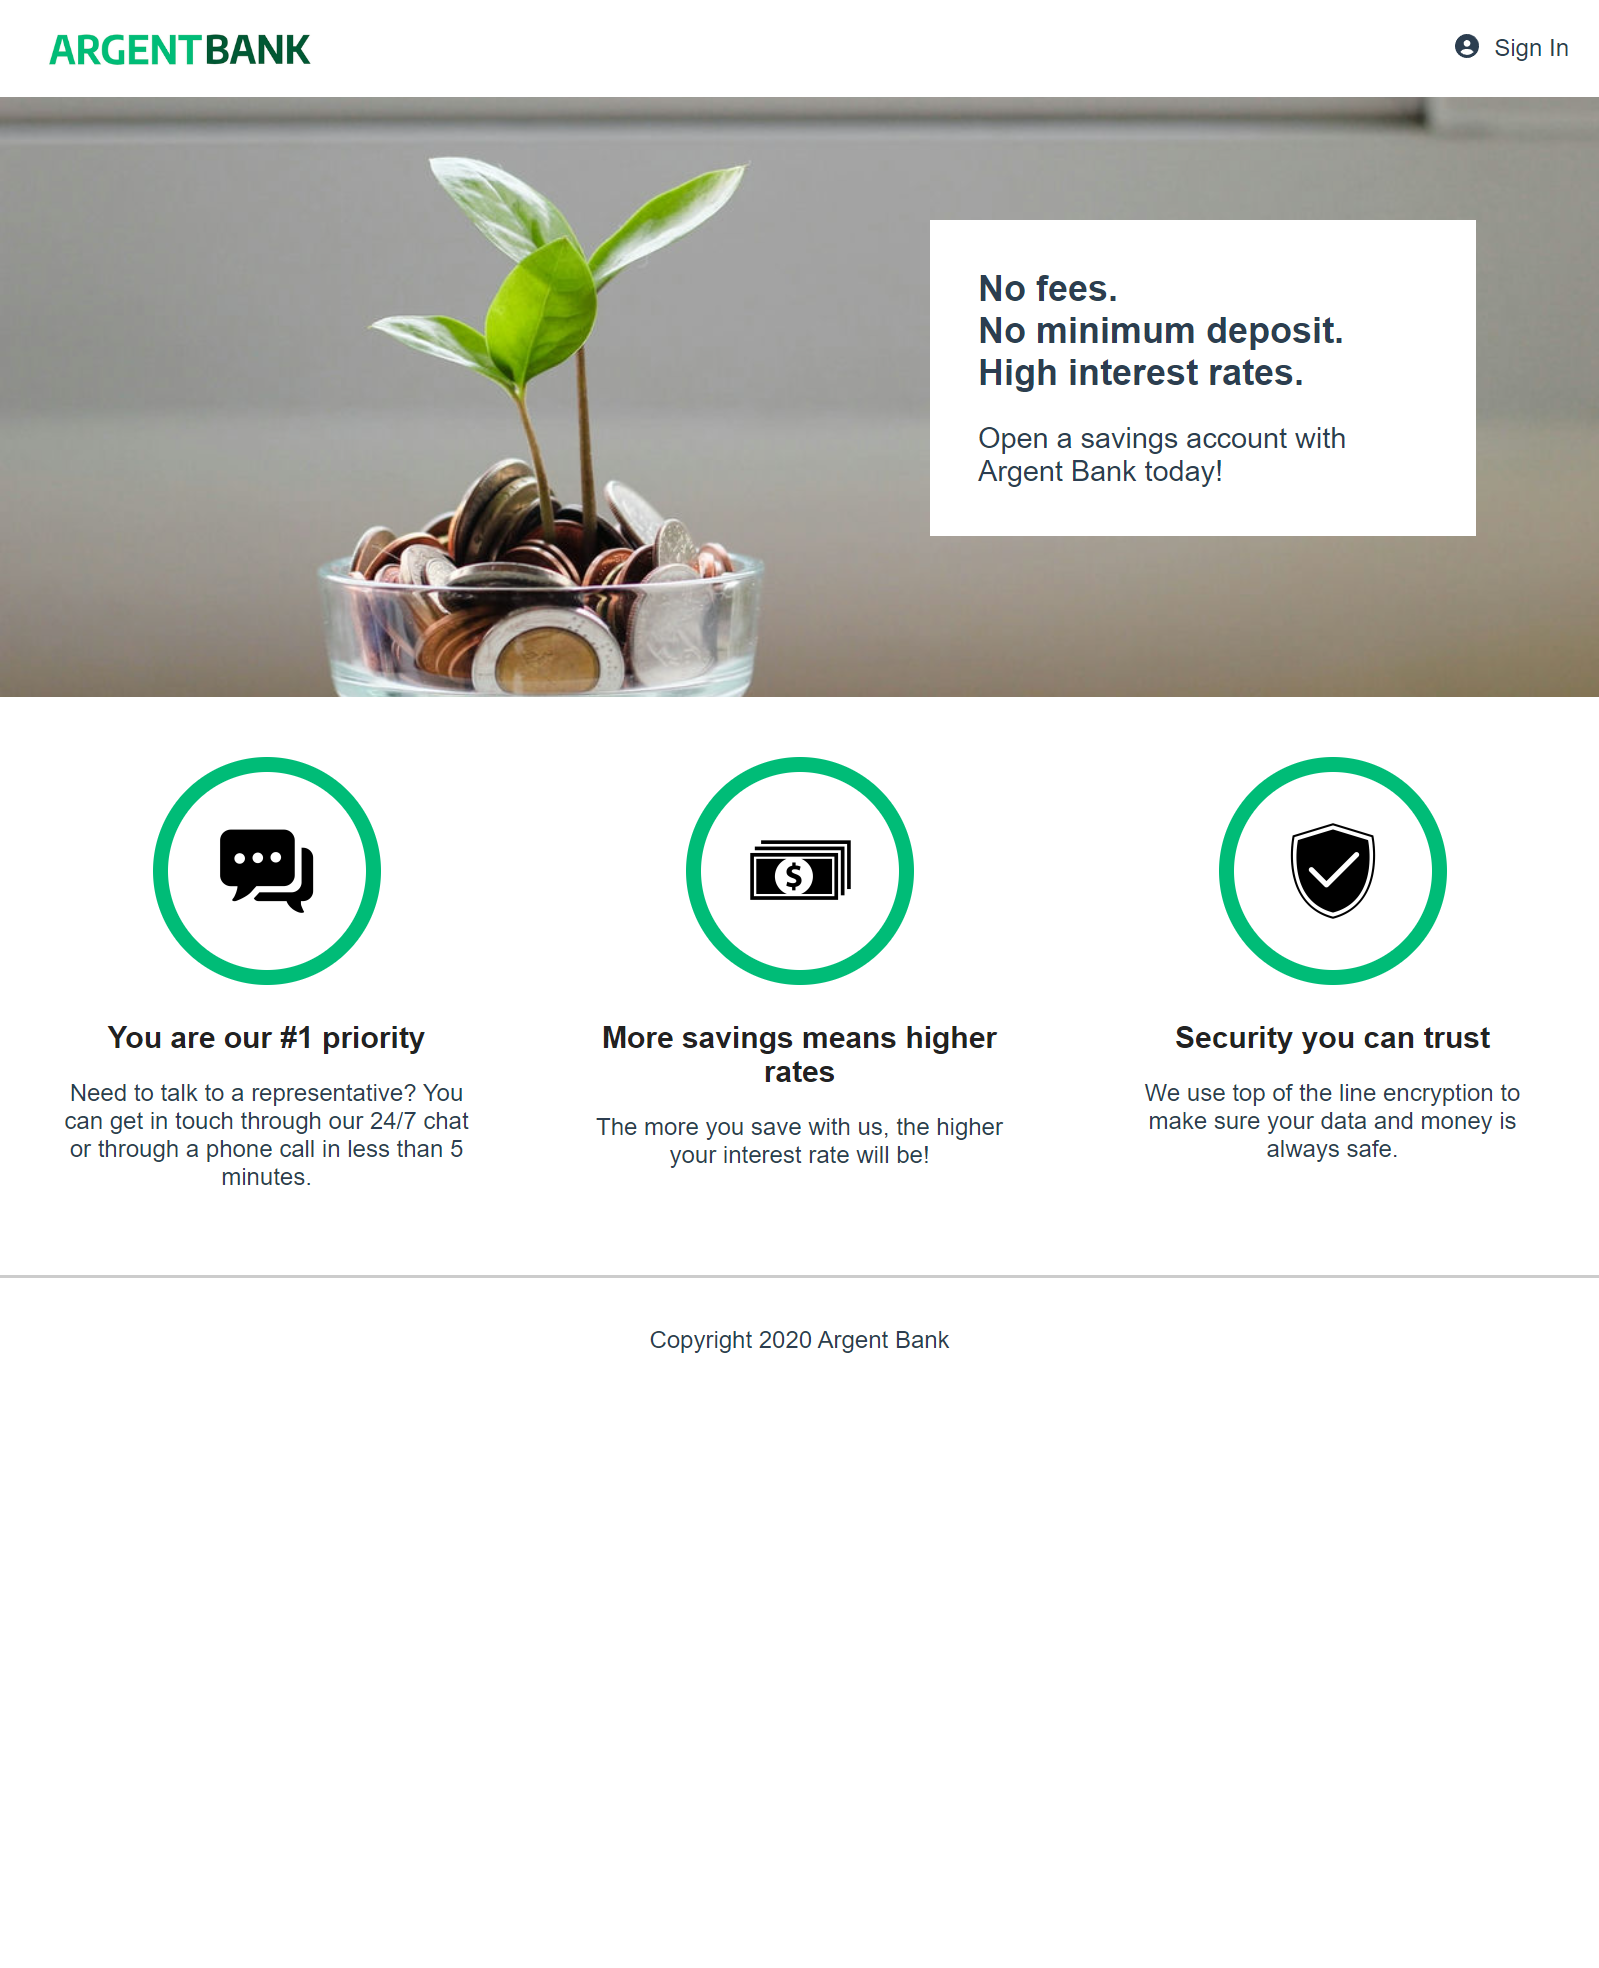 ARGENTBANK
Sign In
No fees.
No minimum deposit.
High interest rates.
Open a savings account with
Argent Bank today!
$
You are our #1 priority
Need to talk to a representative? You
can get in touch through our 24/7 chat
or through a phone call in less than 5
minutes.
More savings means higher
rates
The more you save with us, the higher
your interest rate will be!
Security you can trust
We use top of the line encryption to
make sure your data and money is
always safe.
Copyright 2020 Argent Bank